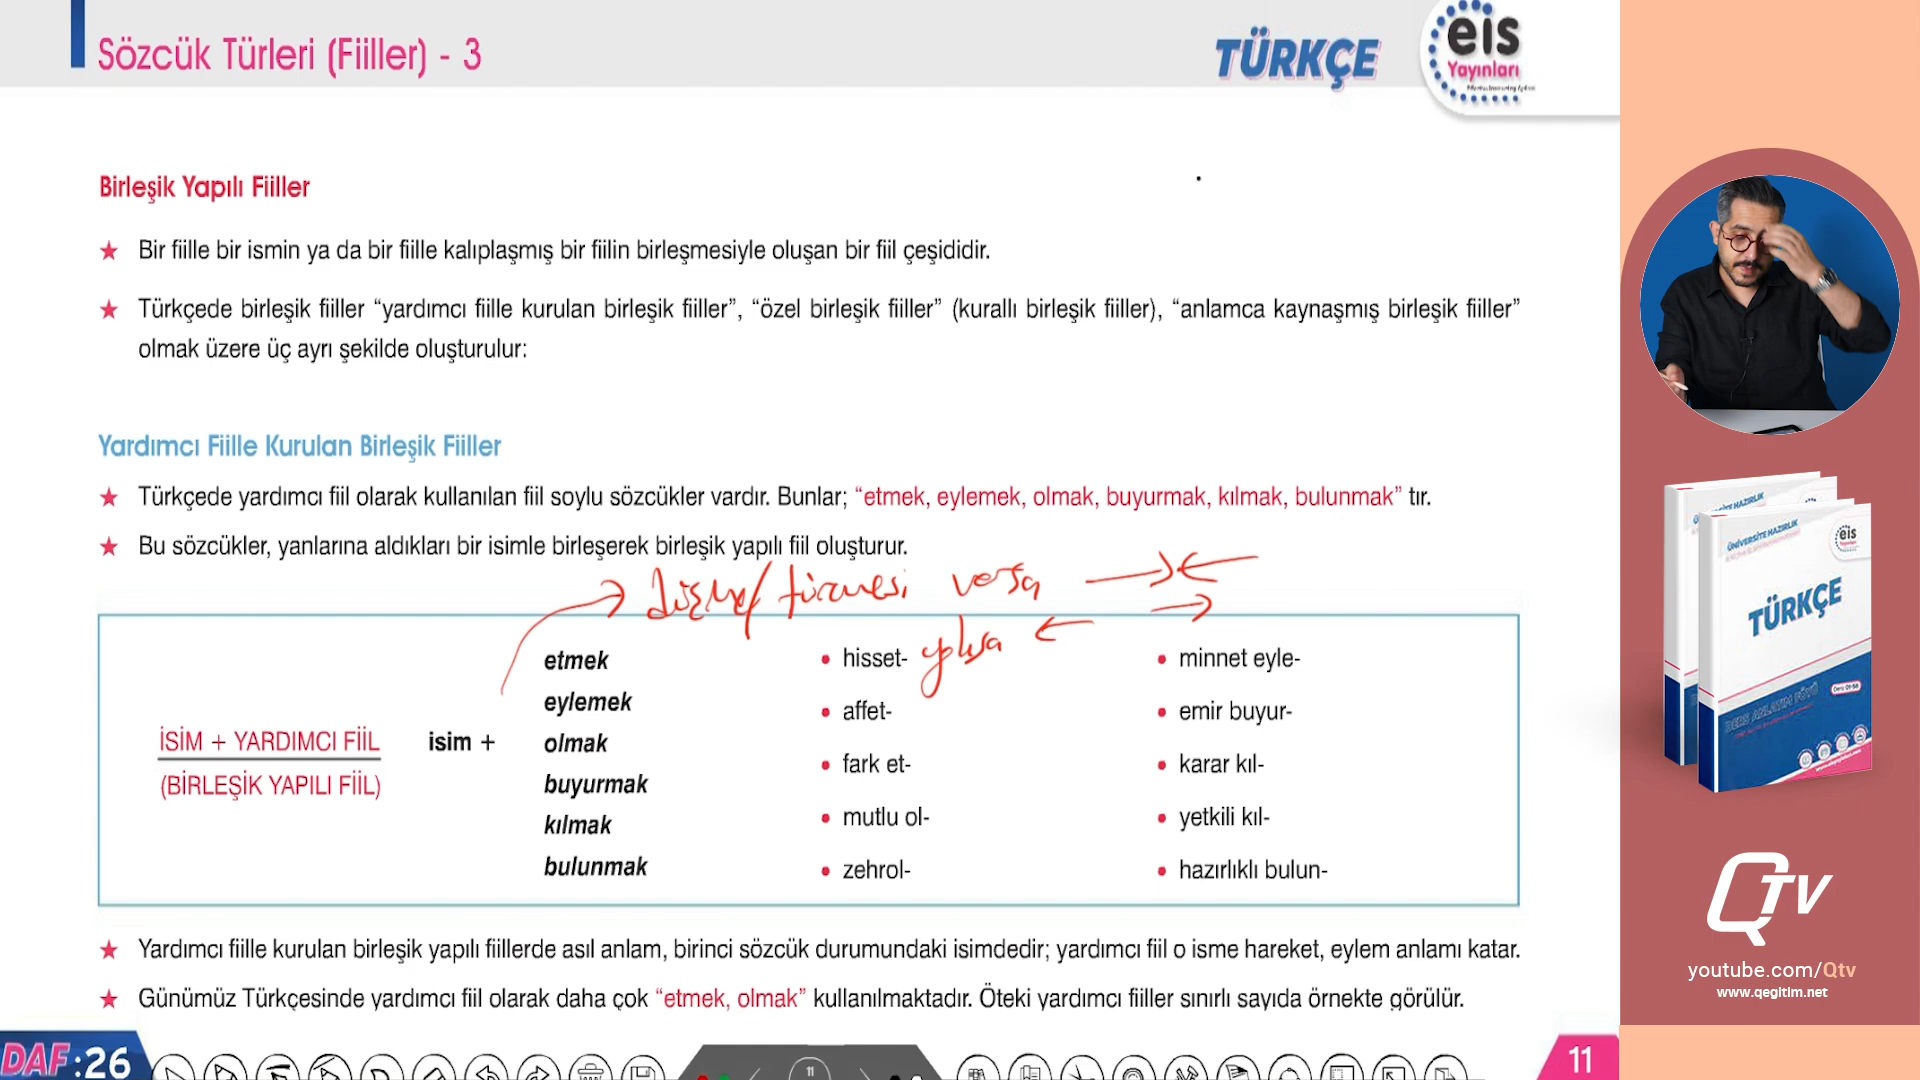 Sözcük Türleri (Fiiller) - 3
TÜRKÇE
eis
Yayınları
Birleşik Yapılı Fiiller
★ Bir fiille bir ismin ya da bir fiille kalıplaşmış bir fiilin birleşmesiyle oluşan bir fiil çeşididir.
★ Türkçede birleşik fiiller “yardımcı fiille kurulan birleşik fiiller”, “özel birleşik fiiller” (kurallı birleşik fiiller), “anlamca kaynaşmış birleşik fiiller”
olmak üzere üç ayrı şekilde oluşturulur:
Yardımcı Fiille Kurulan Birleşik Fiiller
★ Türkçede yardımcı fiil olarak kullanılan fiil soylu sözcükler vardır. Bunlar; “etmek, eylemek, olmak, buyurmak, kılmak, bulunmak” tır.
★ Bu sözcükler, yanlarına aldıkları bir isimle birleşerek birleşik yapılı fiil oluşturur.
düşme/türemesi varsa
yoksa
İSİM + YARDIMCI FİİL
(BİRLEŞİK YAPILI FİİL)
isim +
etmek
eylemek
olmak
buyurmak
kılmak
bulunmak
• hisset-
• affet-
• fark et-
• mutlu ol-
• zehrol-
• minnet eyle-
• emir buyur-
• karar kıl-
• yetkili kıl-
• hazırlıklı bulun-
★ Yardımcı fiille kurulan birleşik yapılı fiillerde asıl anlam, birinci sözcük durumundaki isimdedir; yardımcı fiil o isme hareket, eylem anlamı katar.
★ Günümüz Türkçesinde yardımcı fiil olarak daha çok “etmek, olmak” kullanılmaktadır. Öteki yardımcı fiiller sınırlı sayıda örnekte görülür.
DAF :26
11
11
ÜNİVERSİTE HAZIRLIK
eis
TÜRKÇE
DERS ANLATIM FÖYÜ
QTV
youtube.com/Qtv
www.qegitim.net